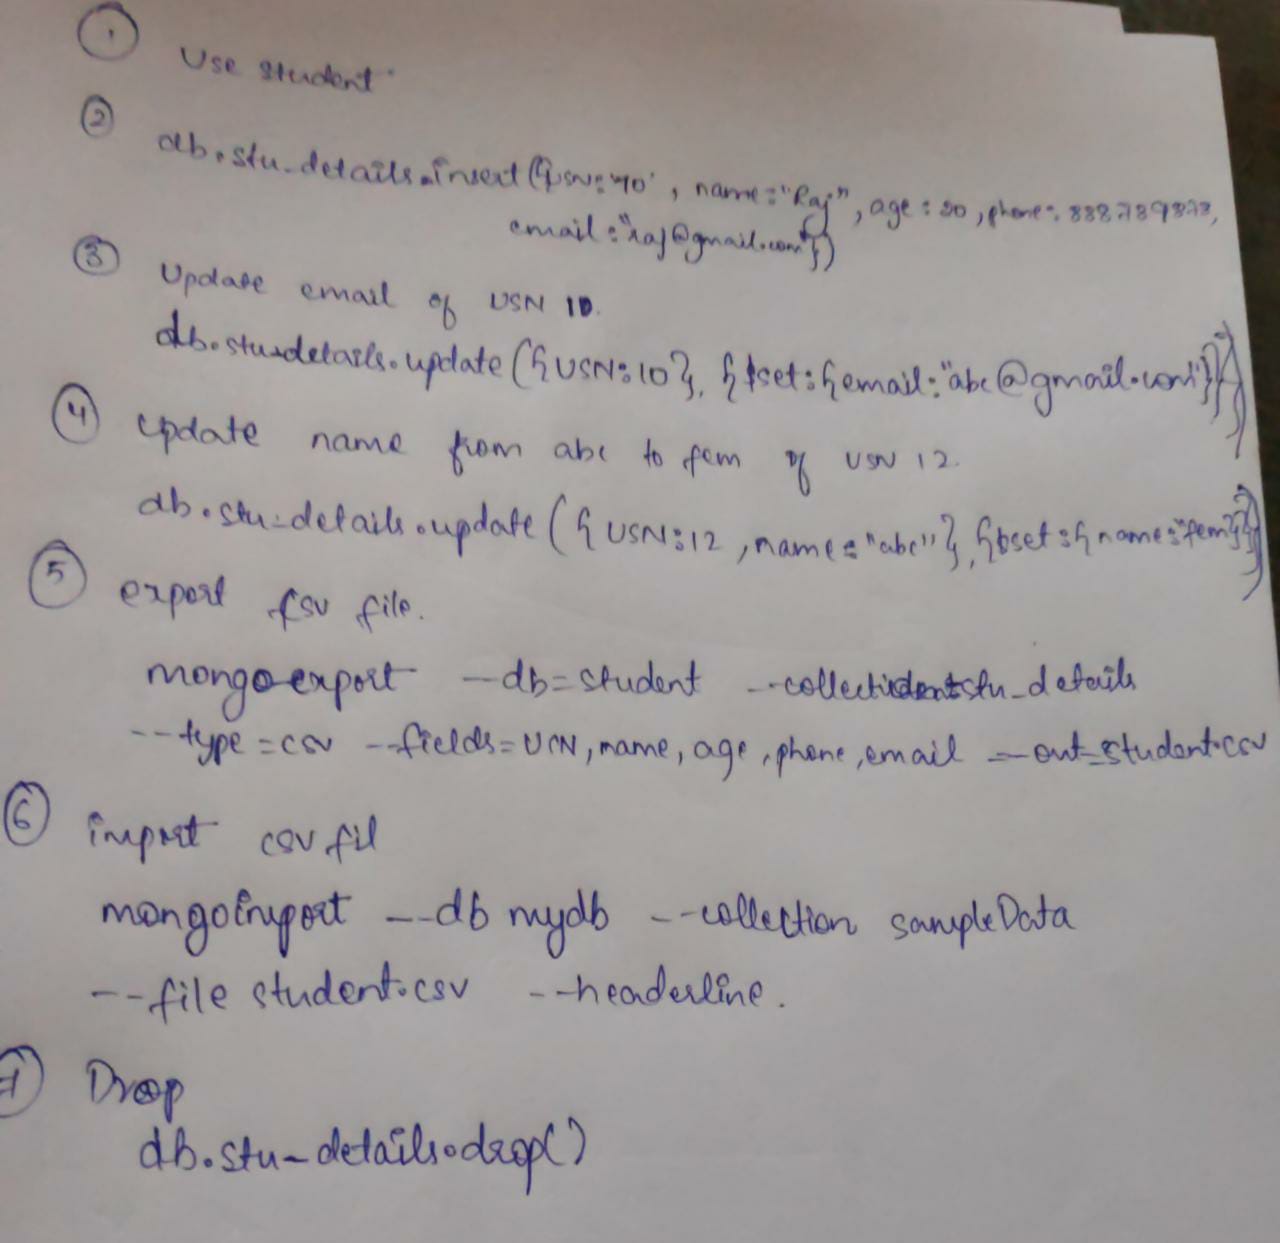 1
Use student
2
db.stu_details.insert({usn:"10", name:"Raj", age:20, phone:
email:"raj@gmail.com"})
3
Update email of USN 10.
db.stu_details.update({USN:10}, {$set:{email:"abc@gmail.com"}})
4
update name from abc to fem of USN 12.
db.stu_details.update({USN:12, name:"abc"}, {$set:{name:"fem"}})
5
export csv file.
mongoexport --db=student --collection=stu_details
--type=csv --fields=USN,name,age,phone,email --out=student.csv
6
import csv fil
mongoimport --db mydb --collection sampleData
--file student.csv --headerline.
7
Drop
db.stu_details.drop()